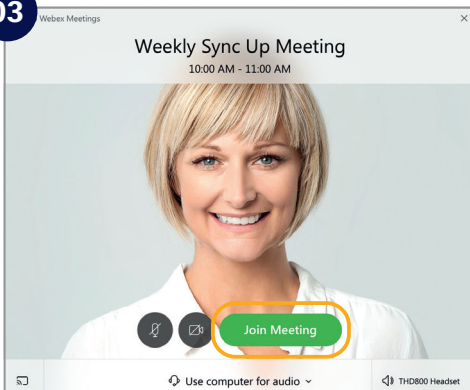 03
Webex Meetings
Weekly Sync Up Meeting
10:00 AM - 11:00 AM
Join Meeting
Use computer for audio
THD800 Headset